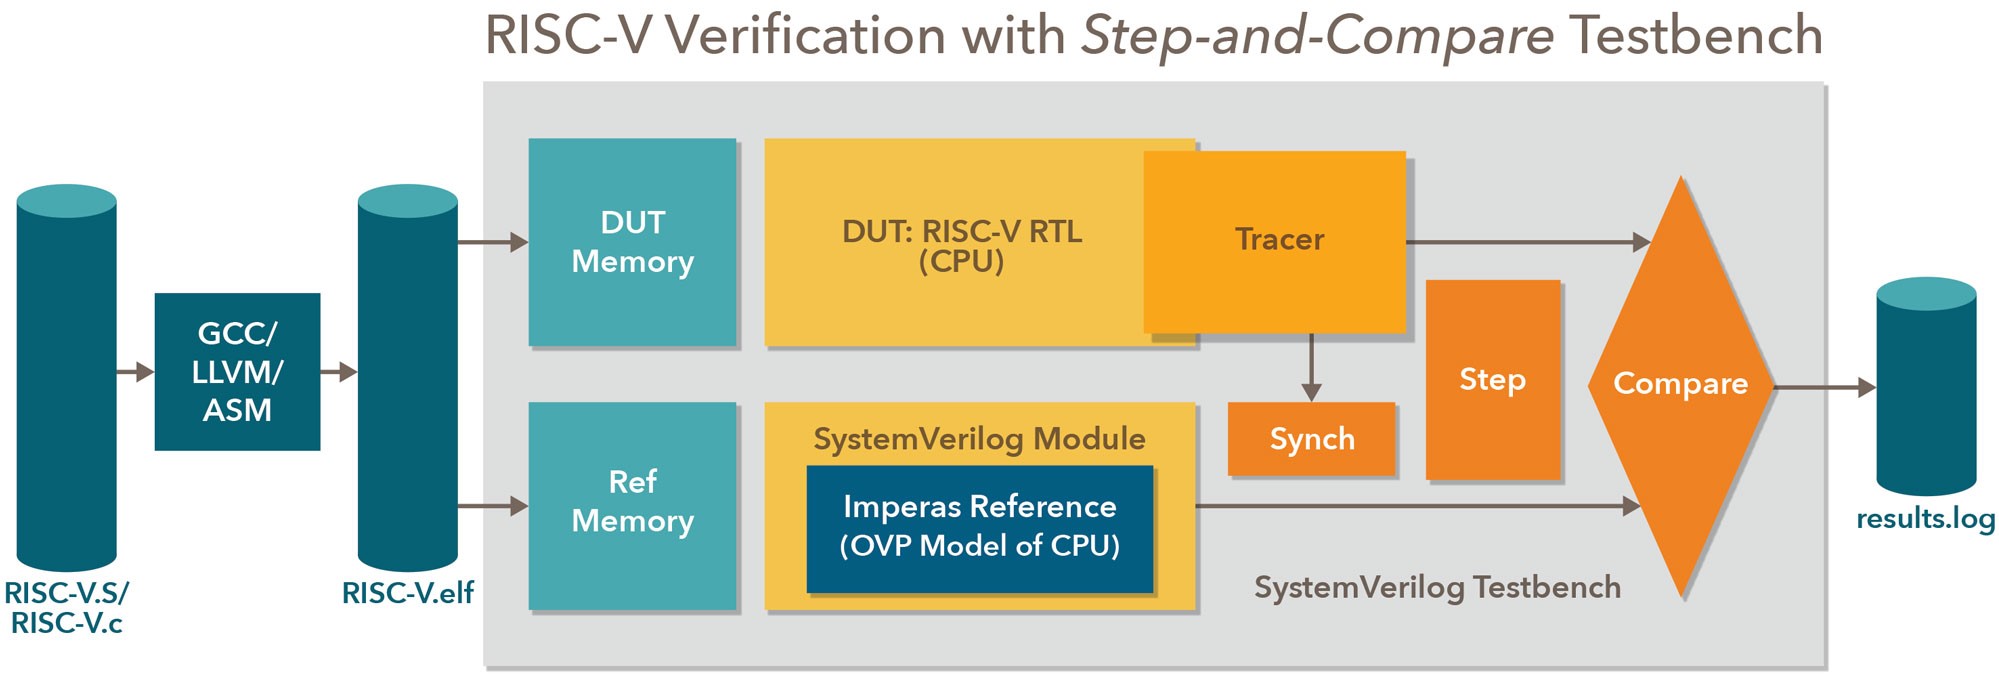 RISC-V Verification with Step-and-Compare Testbench
RISC-V.S/
RISC-V.c
GCC/
LLVM/
ASM
RISC-V.elf
DUT
Memory
DUT: RISC-V RTL
(CPU)
Tracer
Ref
Memory
SystemVerilog Module
Imperas Reference
(OVP Model of CPU)
Synch
Step
Compare
SystemVerilog Testbench
results.log